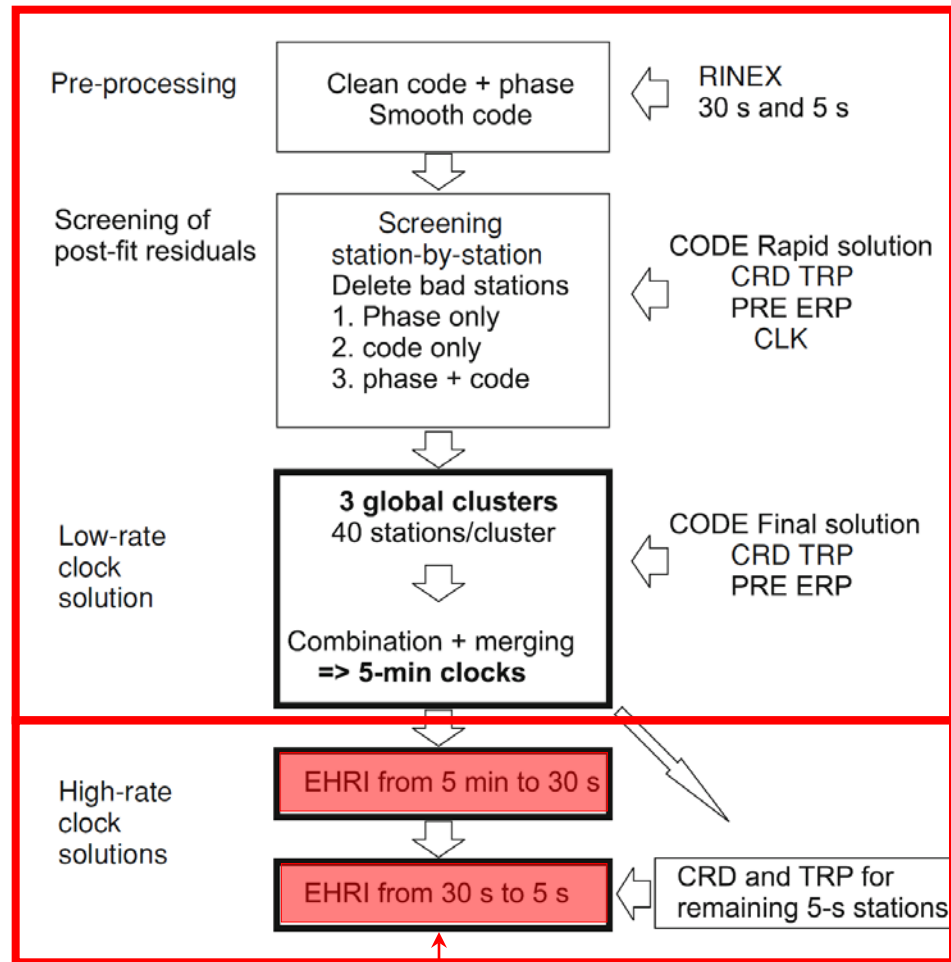 Pre-processing
Clean code + phase
Smooth code
RINEX
30 s and 5 s
Screening of
post-fit residuals
Screening
station-by-station
Delete bad stations
1. Phase only
2. code only
3. phase + code
CODE Rapid solution
CRD TRP
PRE ERP
CLK
Low-rate
clock
solution
3 global clusters
40 stations/cluster
Combination + merging
=> 5-min clocks
CODE Final solution
CRD TRP
PRE ERP
High-rate
clock
solutions
EHRI from 5 min to 30 s
EHRI from 30 s to 5 s
CRD and TRP for
remaining 5-s stations